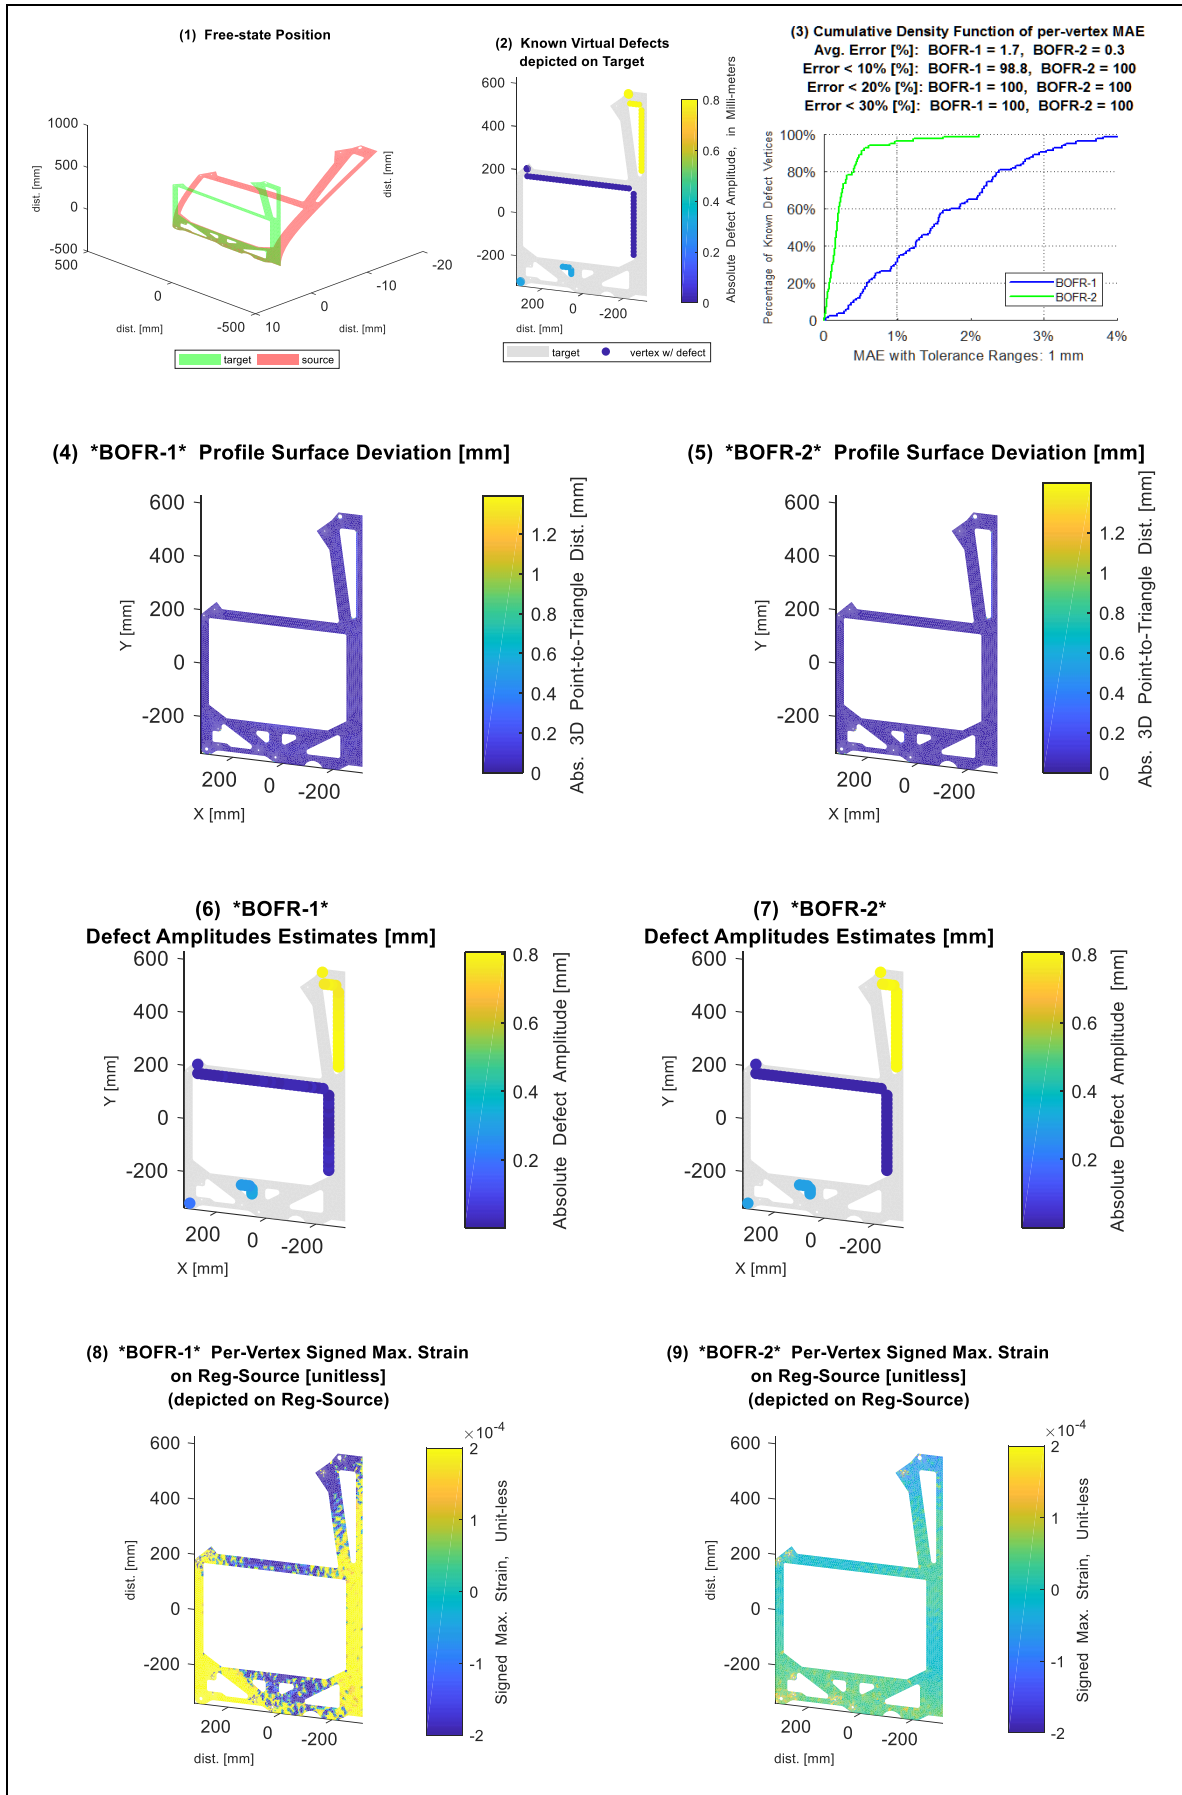 (1) Free-state Position
1000
500
0
-500
500
0
-500
10
0
-10
-20
dist. [mm]
dist. [mm]
dist. [mm]
dist. [mm]
target
source
(2) Known Virtual Defects
depicted on Target
600
400
200
0
-200
200
0
-200
dist. [mm]
0.8
0.6
0.4
0.2
0
Absolute Defect Amplitude, in Milli-meters
target
vertex w/ defect
(3) Cumulative Density Function of per-vertex MAE
Avg. Error [%]: BOFR-1 = 1.7, BOFR-2 = 0.3
Error < 10% [%]: BOFR-1 = 98.8, BOFR-2 = 100
Error < 20% [%]: BOFR-1 = 100, BOFR-2 = 100
Error < 30% [%]: BOFR-1 = 100, BOFR-2 = 100
Percentage of Known Defect Vertices
100%
80%
60%
40%
20%
0
0
1%
2%
3%
4%
BOFR-1
BOFR-2
MAE with Tolerance Ranges: 1 mm
(4) *BOFR-1* Profile Surface Deviation [mm]
600
400
200
0
-200
Y [mm]
200
0
-200
X [mm]
1.2
1
0.8
0.6
0.4
0.2
0
Abs. 3D Point-to-Triangle Dist. [mm]
(5) *BOFR-2* Profile Surface Deviation [mm]
600
400
200
0
-200
Y [mm]
200
0
-200
X [mm]
1.2
1
0.8
0.6
0.4
0.2
0
Abs. 3D Point-to-Triangle Dist. [mm]
(6) *BOFR-1*
Defect Amplitudes Estimates [mm]
600
400
200
0
-200
Y [mm]
200
0
-200
X [mm]
0.8
0.6
0.4
0.2
Absolute Defect Amplitude [mm]
(7) *BOFR-2*
Defect Amplitudes Estimates [mm]
600
400
200
0
-200
Y [mm]
200
0
-200
X [mm]
0.8
0.6
0.4
0.2
Absolute Defect Amplitude [mm]
(8) *BOFR-1* Per-Vertex Signed Max. Strain
on Reg-Source [unitless]
(depicted on Reg-Source)
600
400
200
0
-200
dist. [mm]
200
0
-200
dist. [mm]
×10⁻⁴
2
1
0
-1
-2
Signed Max. Strain, Unit-less
(9) *BOFR-2* Per-Vertex Signed Max. Strain
on Reg-Source [unitless]
(depicted on Reg-Source)
600
400
200
0
-200
dist. [mm]
200
0
-200
dist. [mm]
×10⁻⁴
2
1
0
-1
-2
Signed Max. Strain, Unit-less